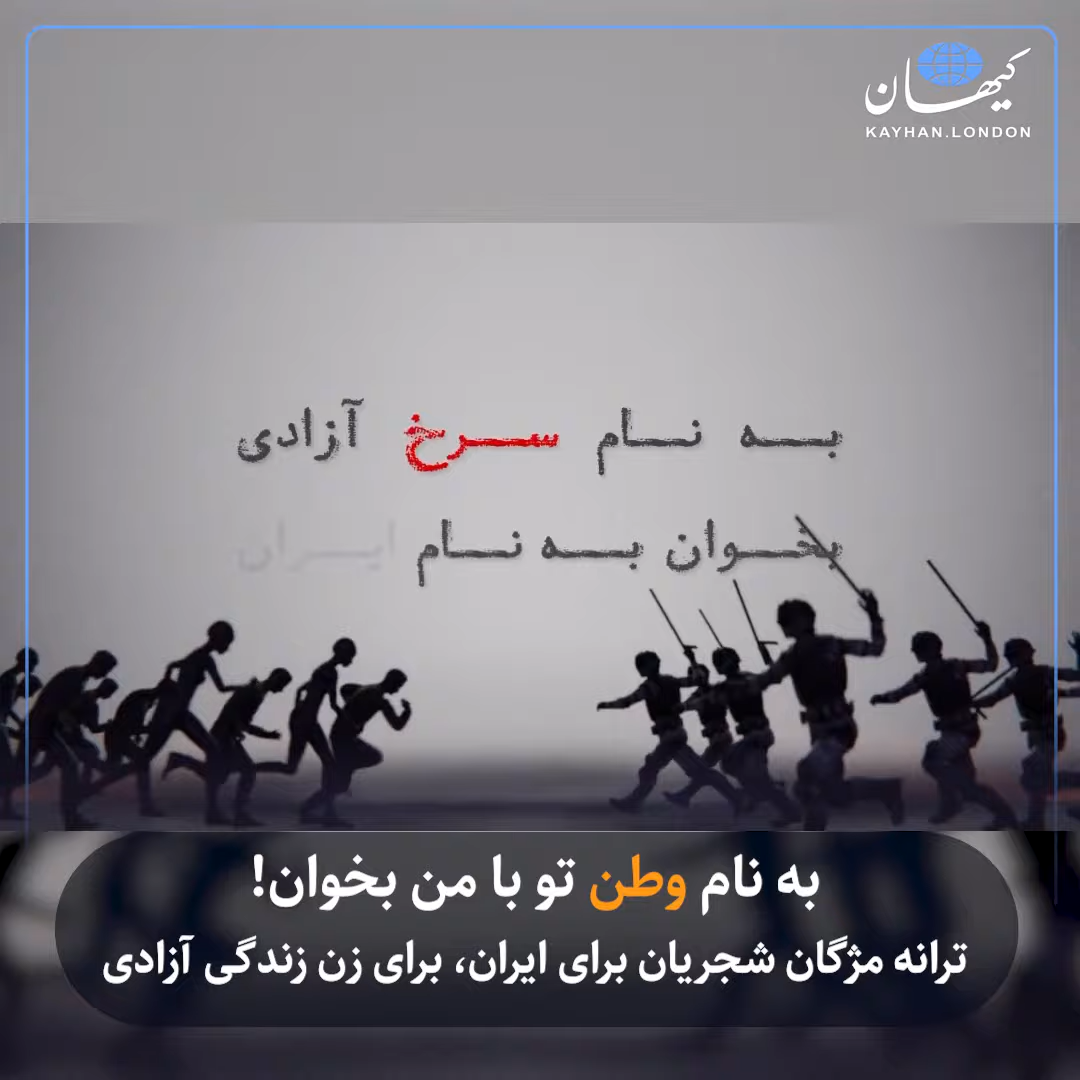 کیهان
KAYHAN.LONDON
به نام سرخ آزادی
بخوان به نام ایران
به نام وطن تو با من بخوان!
ترانه مژگان شجریان برای ایران، برای زن زندگی آزادی